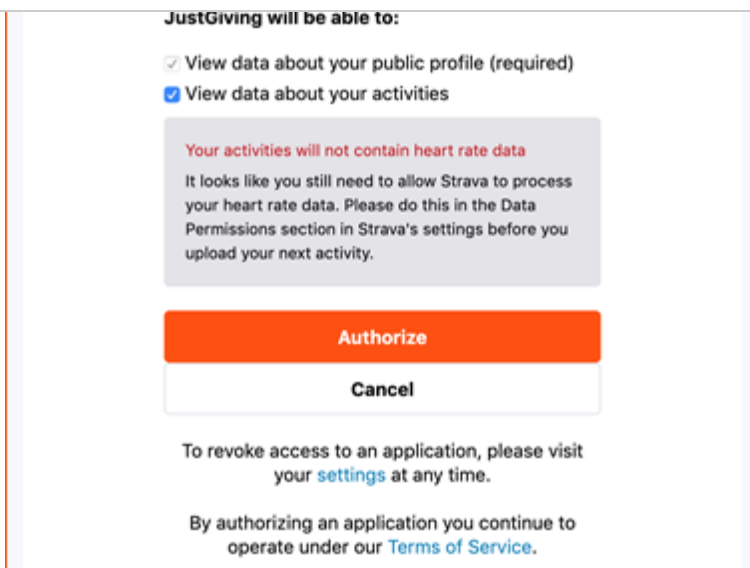 JustGiving will be able to:
View data about your public profile (required)
View data about your activities
Your activities will not contain heart rate data
It looks like you still need to allow Strava to process
your heart rate data. Please do this in the Data
Permissions section in Strava's settings before you
upload your next activity.
Authorize
Cancel
To revoke access to an application, please visit
your settings at any time.
By authorizing an application you continue to
operate under our Terms of Service.